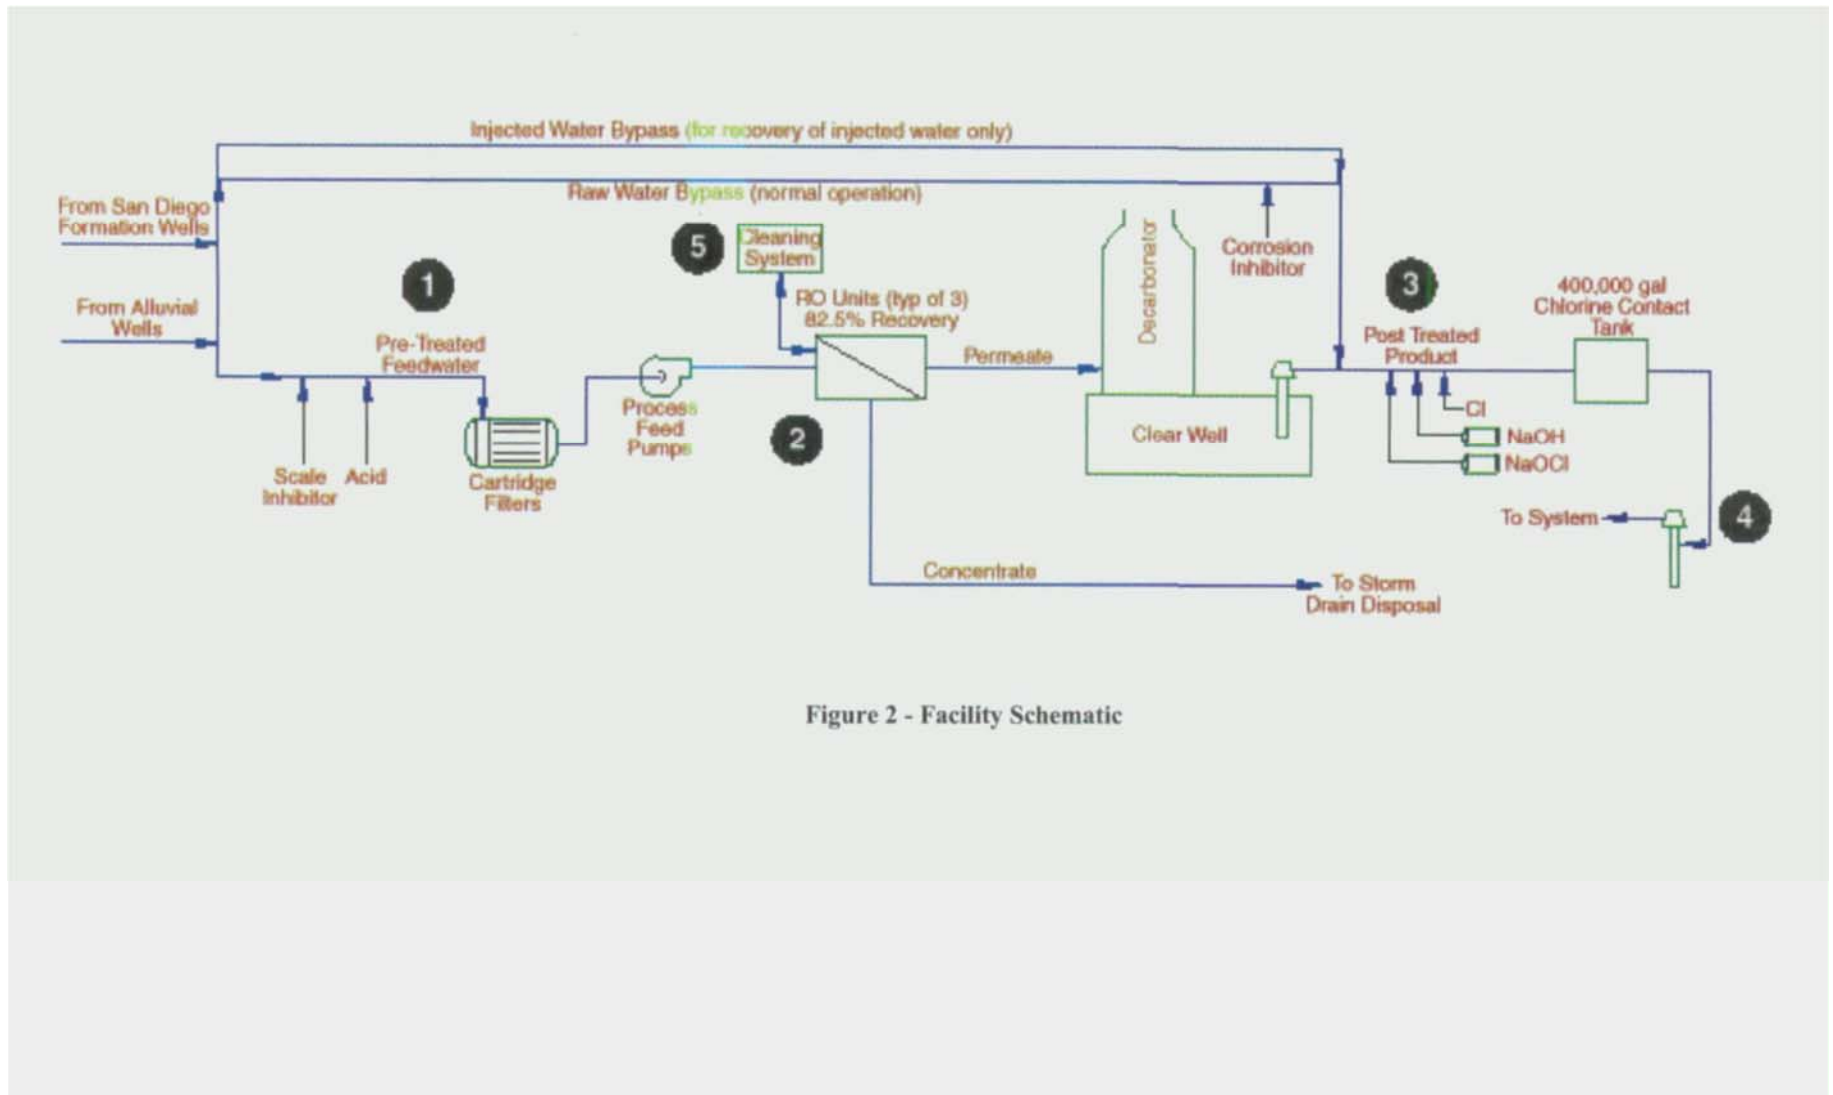 Injected Water Bypass (for recovery of injected water only)
Raw Water Bypass (normal operation)
From San Diego
Formation Wells
From Alluvial
Wells
1
Pre-Treated
Feedwater
Scale
Inhibitor
Acid
Cartridge
Filters
Process
Feed
Pumps
5
Cleaning
System
RO Units (typ of 3)
82.5% Recovery
2
Permeate
Decarbonator
Clear Well
Concentrate
To Storm
Drain Disposal
Corrosion
Inhibitor
3
Post Treated
Product
Cl
NaOH
NaOCl
400,000 gal
Chlorine Contact
Tank
To System
4
Figure 2 - Facility Schematic